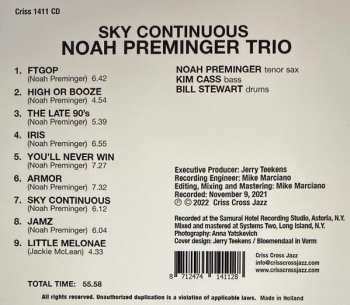 Criss 1411 CD
SKY CONTINUOUS
NOAH PREMINGER TRIO
1. FTGOP
(Noah Preminger) 6.42
2. HIGH OR BOOZE
(Noah Preminger) 4.54
3. THE LATE 90's
(Noah Preminger) 5.39
4. IRIS
(Noah Preminger) 6.55
5. YOU'LL NEVER WIN
(Noah Preminger) 7.27
6. ARMOR
(Noah Preminger) 7.32
7. SKY CONTINUOUS
(Noah Preminger) 6.12
8. JAMZ
(Noah Preminger) 6.04
9. LITTLE MELONAE
(Jackie McLean) 4.33
TOTAL TIME: 55.58
NOAH PREMINGER tenor sax
KIM CASS bass
BILL STEWART drums
Executive Producer: Jerry Teekens
Recording Engineer: Mike Marciano
Editing, Mixing and Mastering: Mike Marciano
Recorded: November 9, 2021
℗©2022 Criss Cross Jazz
Recorded at the Samurai Hotel Recording Studio, Astoria, N.Y.
Mixed and mastered at Systems Two, Long Island, N.Y.
Photography: Anna Yatskevich
Cover design: Jerry Teekens / Bloemendaal in Vorm
Criss Cross Jazz
info@crisscrossjazz.com
crisscrossjazz.com
8 712474 141128
All rights reserved. Unauthorized duplication is a violation of applicable laws. Made in Holland